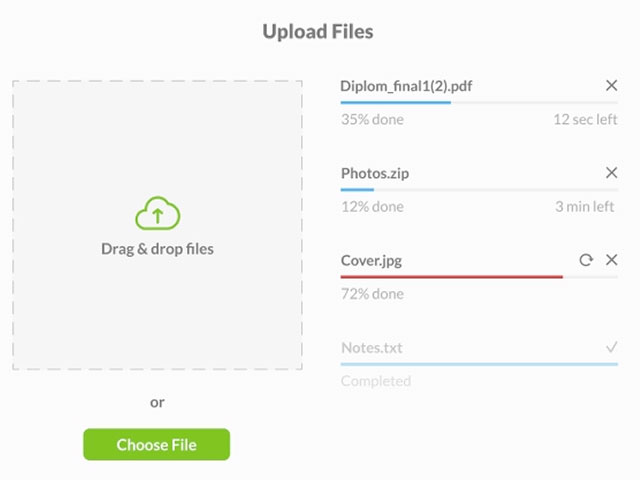 Upload Files
Drag & drop files
or
Choose File
Diplom_final1(2).pdf
35% done
12 sec left
Photos.zip
12% done
3 min left
Cover.jpg
72% done
Notes.txt
Completed